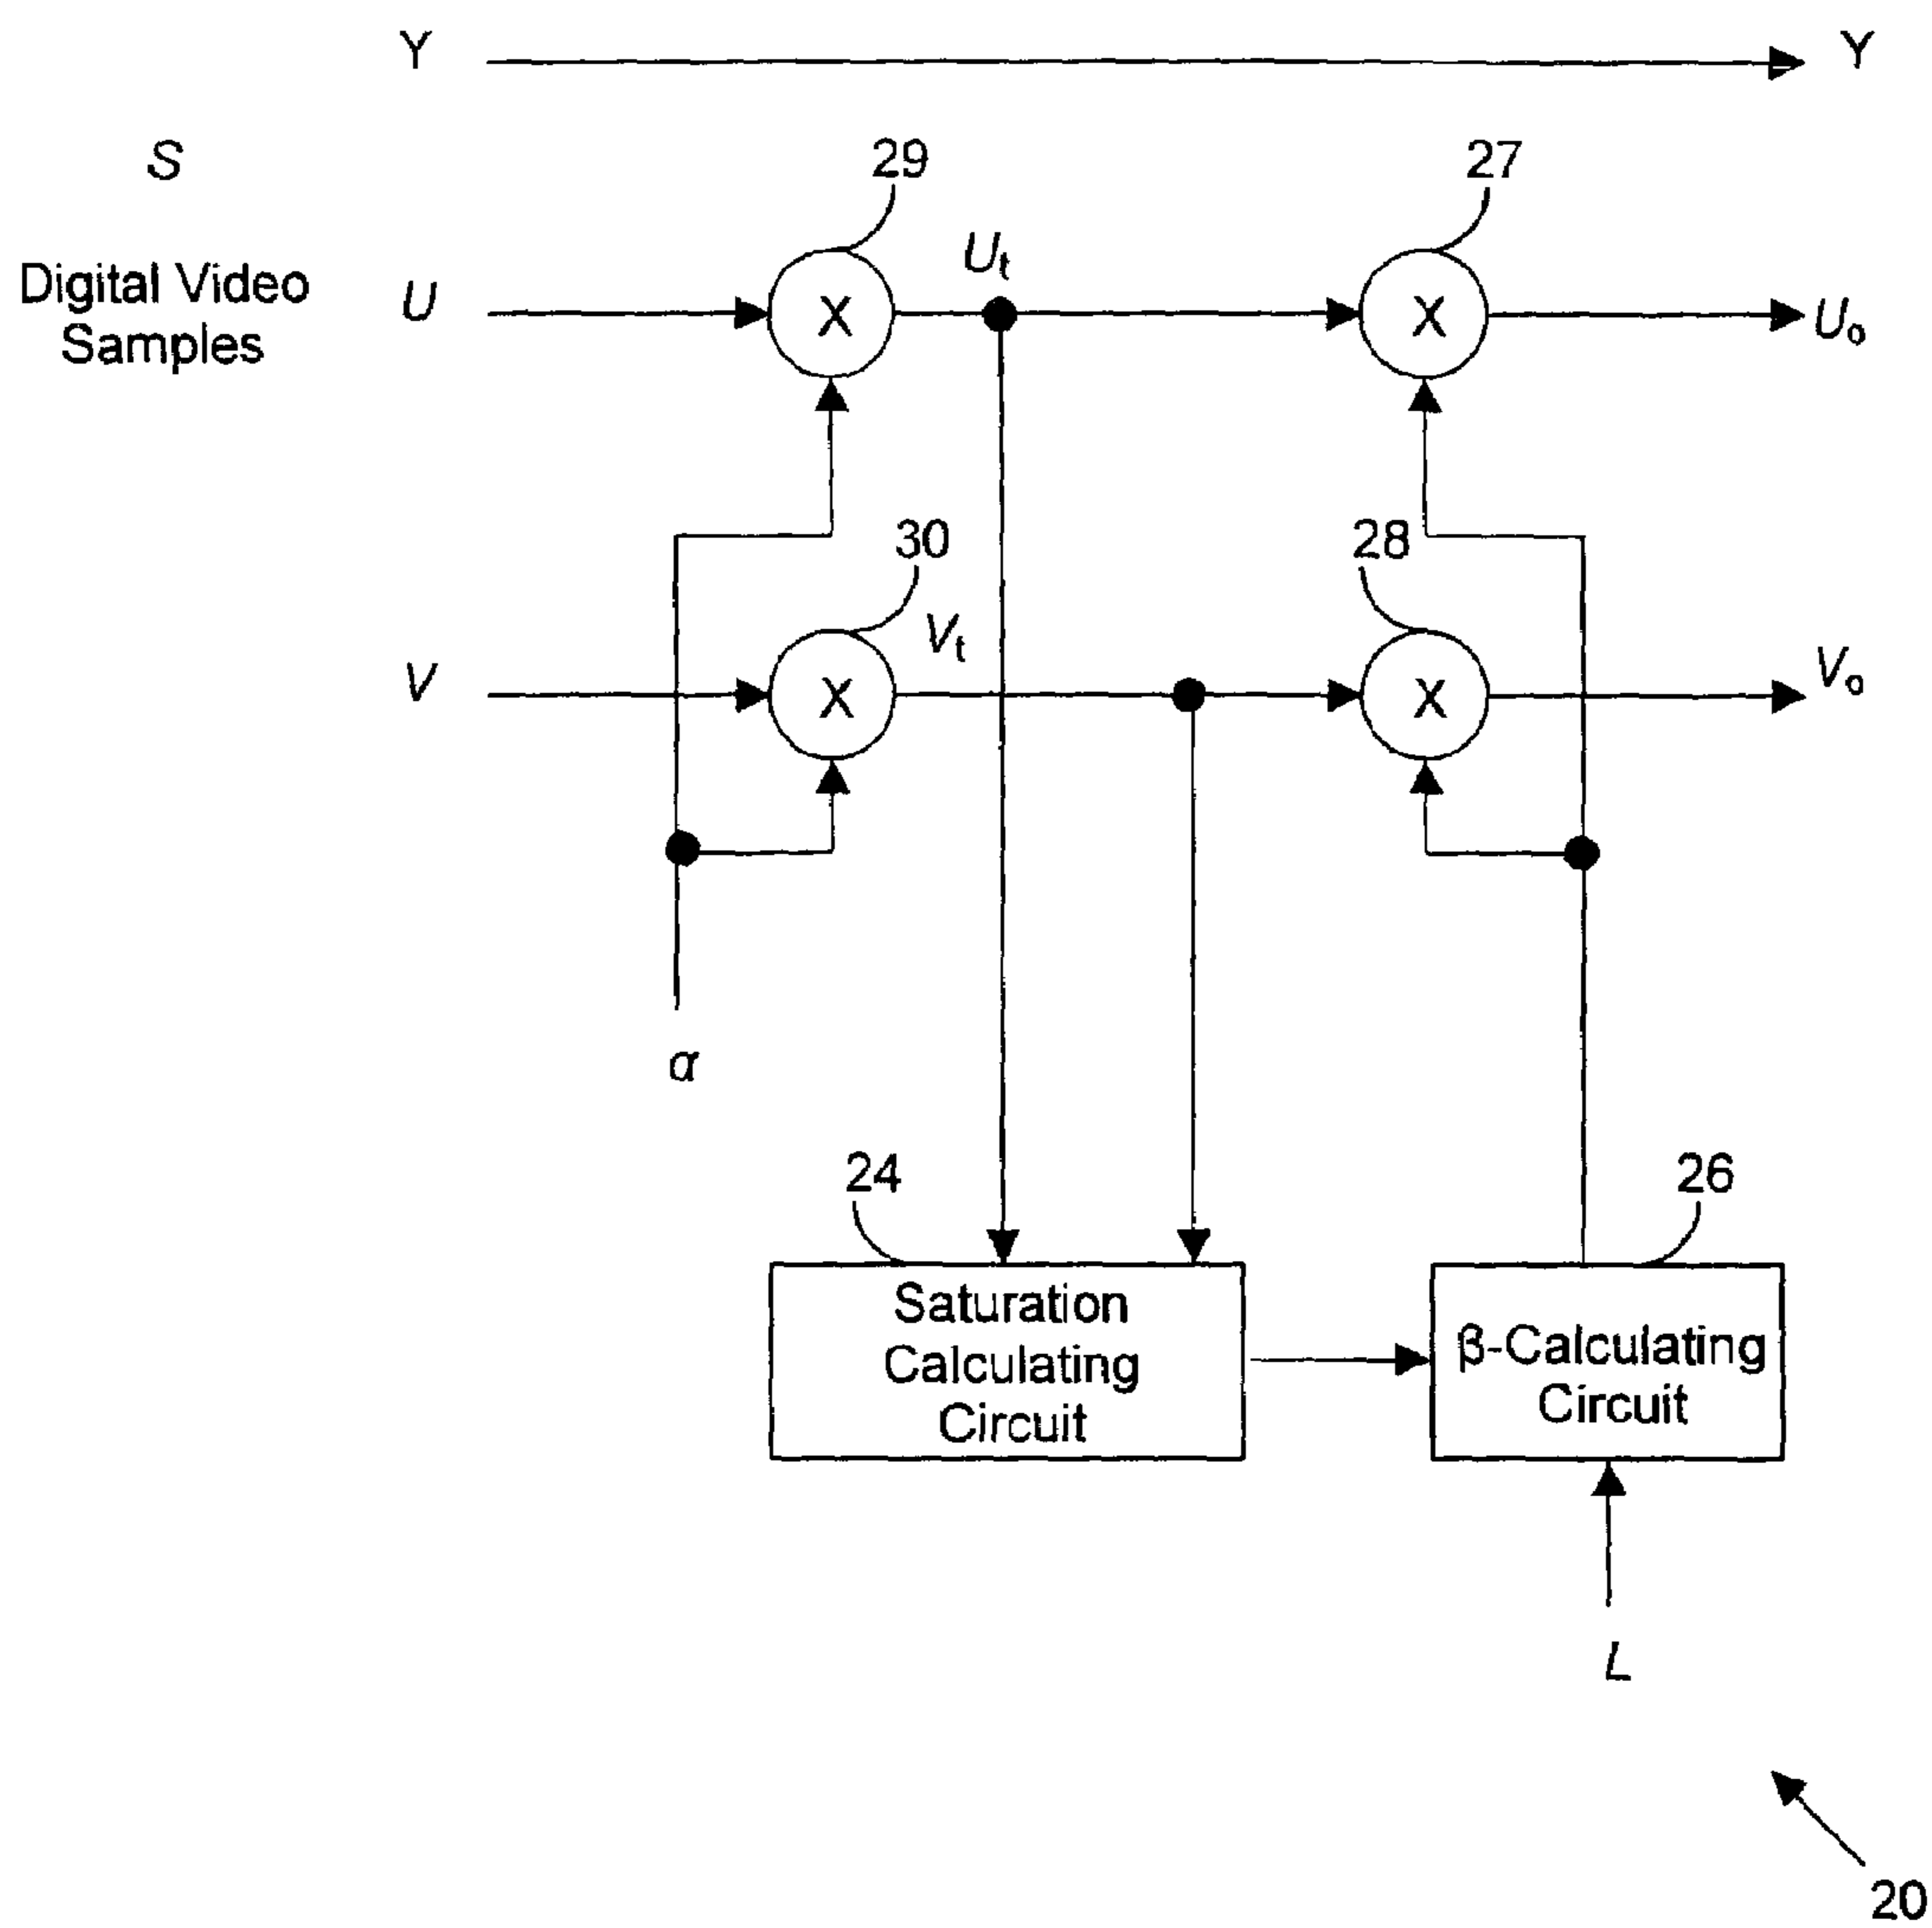 Y
Y
S
29
27
Digital Video
Samples
U
Ut
X
X
Uo
30
28
V
Vt
X
X
Vo
α
24
26
Saturation
Calculating
Circuit
β-Calculating
Circuit
L
20